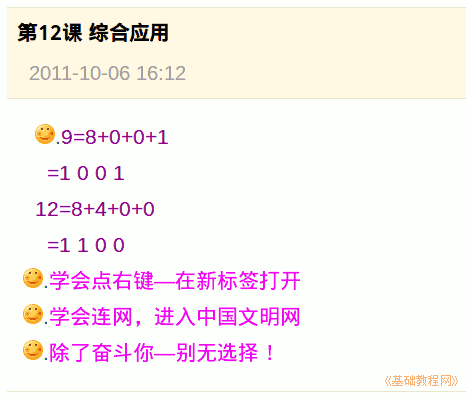 第12课 综合应用
2011-10-06 16:12
.9=8+0+0+1
=1 0 0 1
12=8+4+0+0
=1 1 0 0
.学会点右键—在新标签打开
.学会连网，进入中国文明网
.除了奋斗你—别无选择！
《基础教程网》